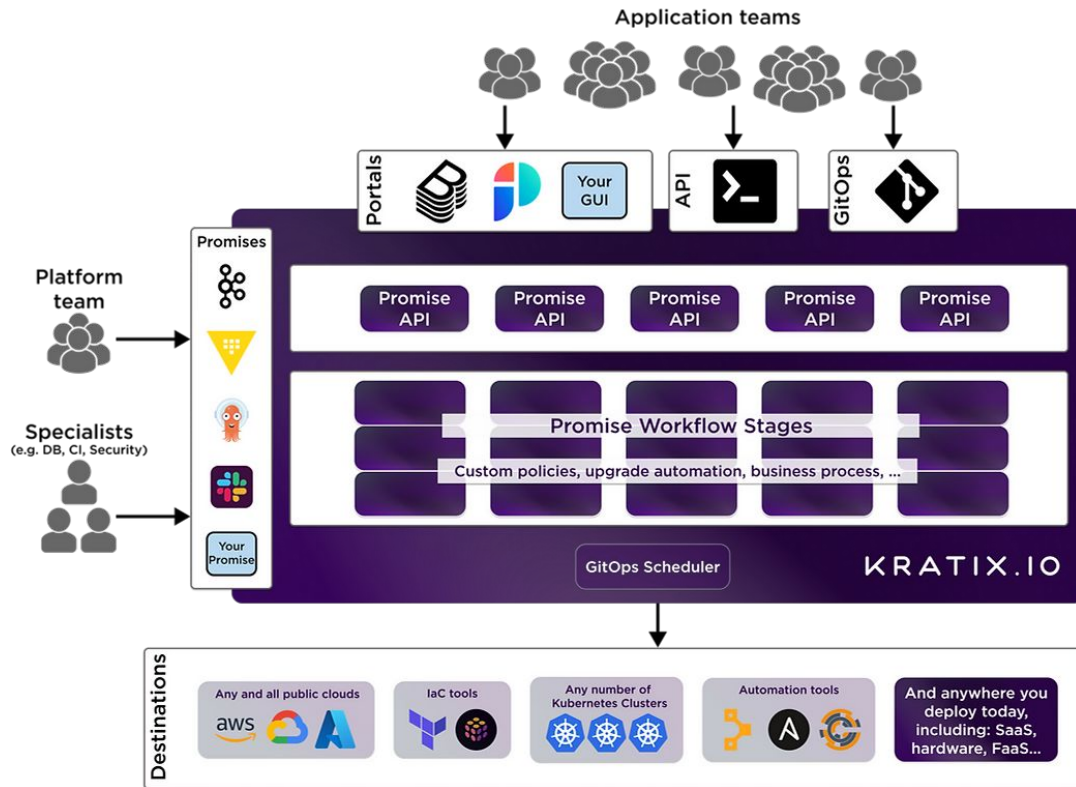 Application teams
Portals
Your
GUI
API
GitOps
Platform
team
Specialists
(e.g. DB, CI, Security)
Promises
Your
Promise
Promise
API
Promise
API
Promise
API
Promise
API
Promise
API
Promise Workflow Stages
Custom policies, upgrade automation, business process, ...
GitOps Scheduler
KRATIX.IO
Destinations
Any and all public clouds
aws
IaC tools
Any number of
Kubernetes Clusters
Automation tools
And anywhere you
deploy today,
including: SaaS,
hardware, FaaS...